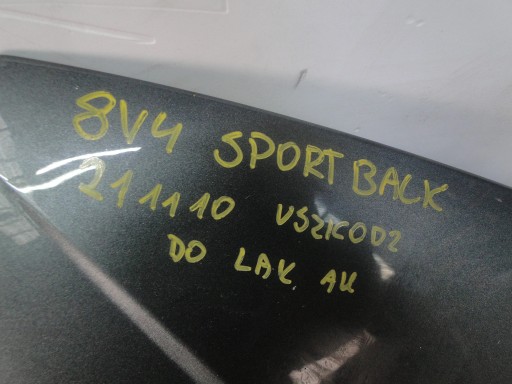 8V4 SPORTBACK
211110 USZKODZ
DO LAK. AU